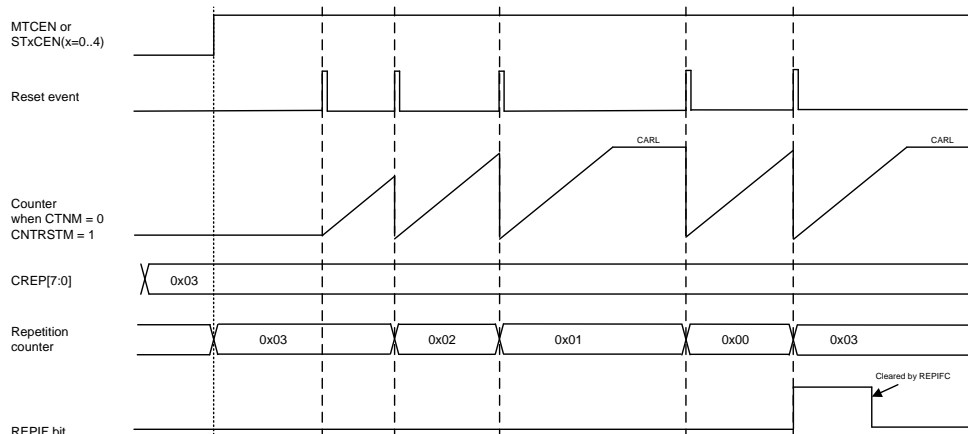 MTCEN or
STxCEN(x=0..4)
Reset event
CARL
CARL
Counter
when CTNM = 0
CNTRSTM = 1
CREP[7:0]
0x03
Repetition
counter
0x03
0x02
0x01
0x00
0x03
Cleared by REPIFC
REPIF bit